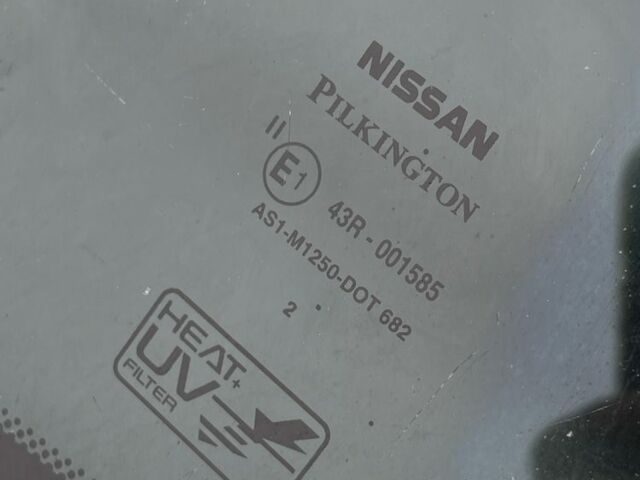 NISSAN
PILKINGTON
II
E1
43R - 001585
AS1-M1250-DOT 682
2
HEAT+
UV
FILTER